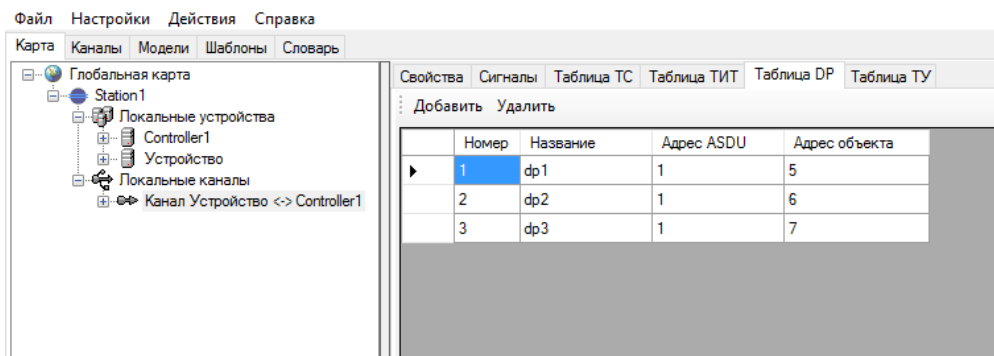 Файл Настройки Действия Справка
Карта Каналы Модели Шаблоны Словарь
Глобальная карта
Station1
Локальные устройства
Controller1
Устройство
Локальные каналы
Канал Устройство <-> Controller1
Свойства Сигналы Таблица ТС Таблица ТИТ Таблица DP Таблица ТУ
Добавить Удалить
Номер Название Адрес ASDU Адрес объекта
1 dp1 1 5
2 dp2 1 6
3 dp3 1 7